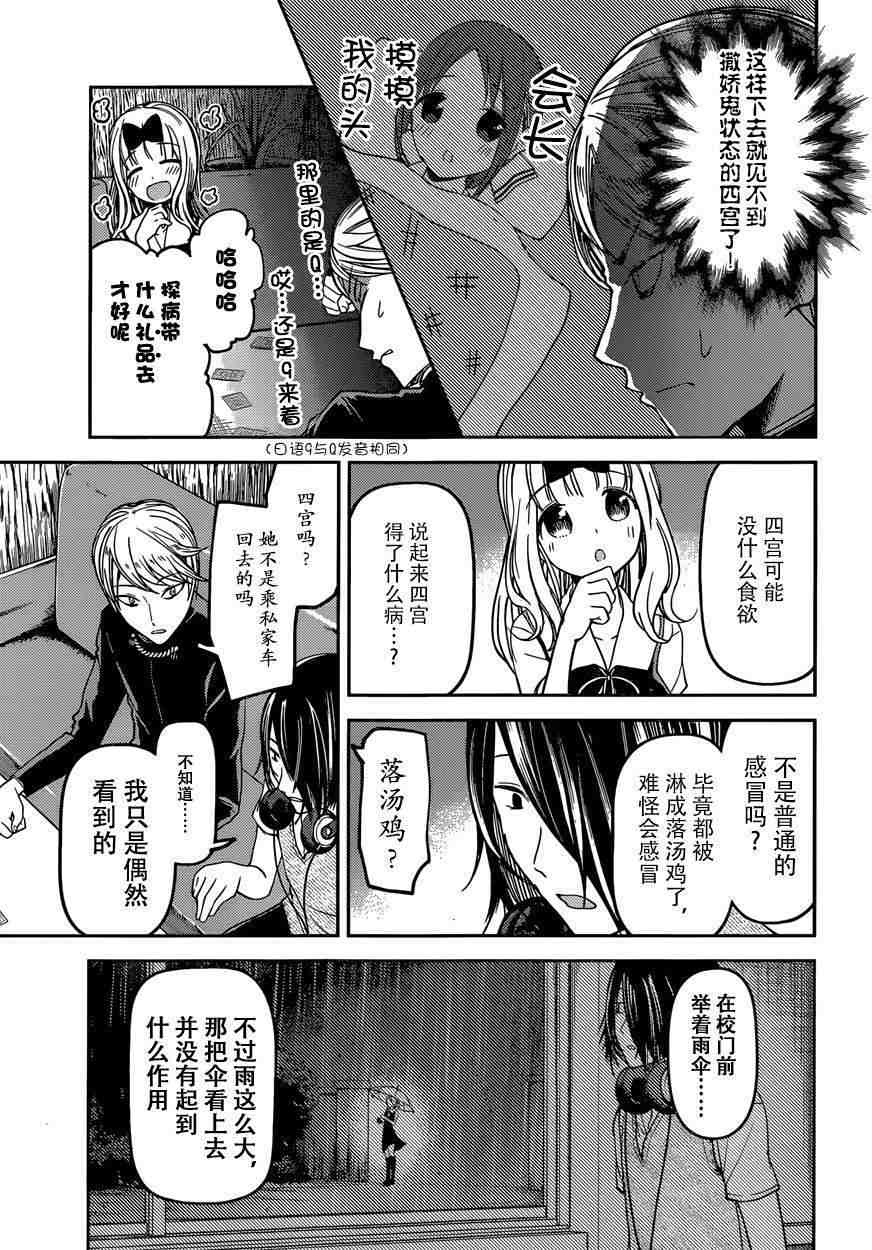 这样下去就见不到
撒娇鬼状态的四宫了!
会长
摸摸
我的头
那里的是Q…
哎…还是9来着
哈哈哈
探病带
什么礼品去
才好呢
(日语9与Q发音相同)
四宫可能
没什么食欲
说起来四宫
得了什么病…?
四宫吗?
她不是乘私家车
回去的吗
不是普通的
感冒吗?
毕竟都被
淋成落汤鸡了,
难怪会感冒
落汤鸡?
不知道……
我只是偶然
看到的
在校门前
举着雨伞……
不过雨这么大,
那把伞看上去
并没有起到
什么作用